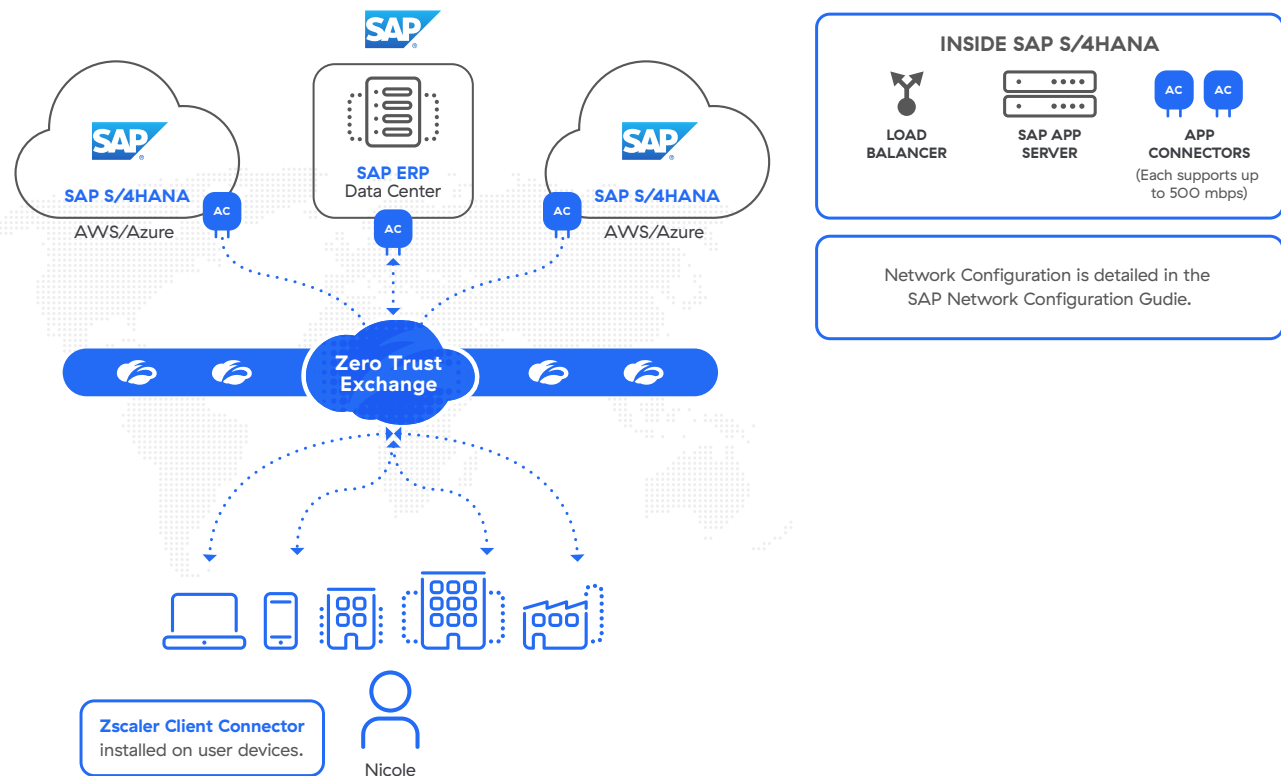 SAP
SAP
SAP S/4HANA
AC
AWS/Azure
SAP ERP
Data Center
AC
SAP
SAP S/4HANA
AC
AWS/Azure
Zero Trust
Exchange
Zscaler Client Connector
installed on user devices.
Nicole
INSIDE SAP S/4HANA
LOAD
BALANCER
SAP APP
SERVER
AC
AC
APP
CONNECTORS
(Each supports up
to 500 mbps)
Network Configuration is detailed in the
SAP Network Configuration Gudie.